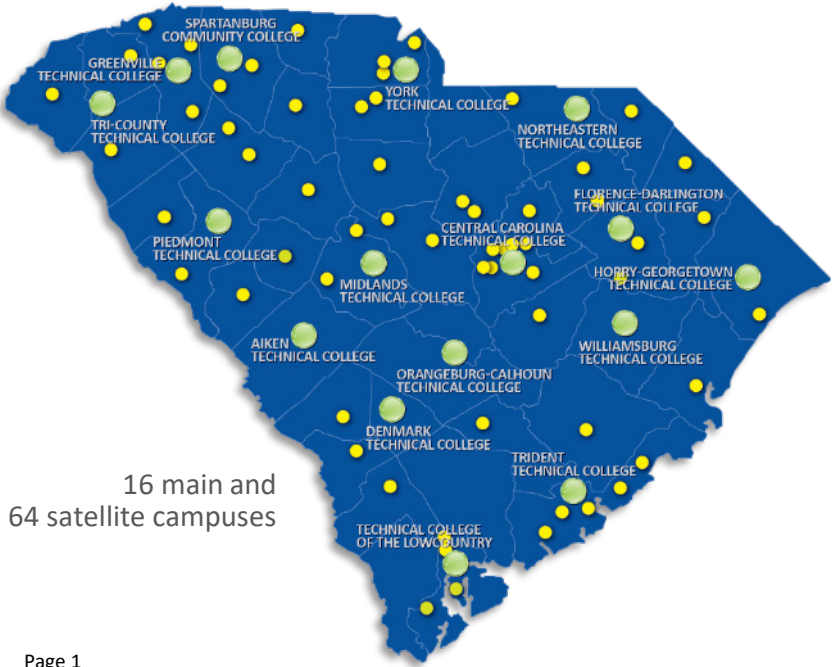 SPARTANBURG
COMMUNITY COLLEGE
GREENVILLE
TECHNICAL COLLEGE
YORK
TECHNICAL COLLEGE
TRI-COUNTY
TECHNICAL COLLEGE
NORTHEASTERN
TECHNICAL COLLEGE
FLORENCE-DARLINGTON
TECHNICAL COLLEGE
CENTRAL CAROLINA
TECHNICAL COLLEGE
PIEDMONT
TECHNICAL COLLEGE
HORRY-GEORGETOWN
TECHNICAL COLLEGE
MIDLANDS
TECHNICAL COLLEGE
AIKEN
TECHNICAL COLLEGE
WILLIAMSBURG
TECHNICAL COLLEGE
ORANGEBURG-CALHOUN
TECHNICAL COLLEGE
DENMARK
TECHNICAL COLLEGE
TRIDENT
TECHNICAL COLLEGE
16 main and
64 satellite campuses
TECHNICAL COLLEGE
OF THE LOWCOUNTRY
Page 1